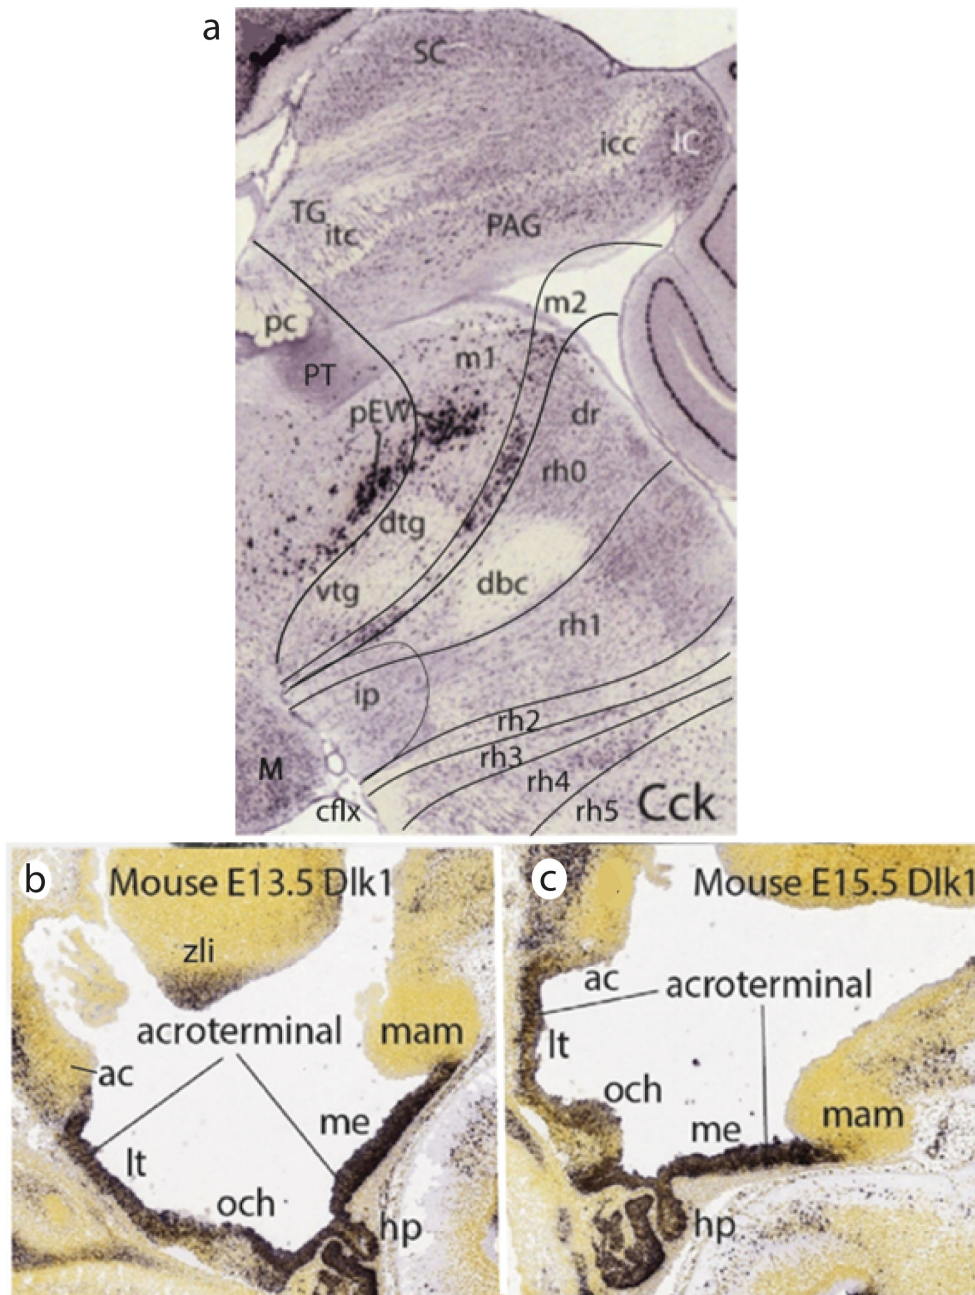 a
SC
icc
IC
TG
itc
PAG
m2
pc
m1
PT
pEW
dr
rh0
dtg
dbc
vtg
rh1
ip
rh2
M
rh3
rh4
cflx
rh5
Cck
b
Mouse E13.5 Dlk1
zli
acroterminal
mam
ac
me
lt
och
hp
c
Mouse E15.5 Dlk1
ac
acroterminal
lt
och
me
mam
hp